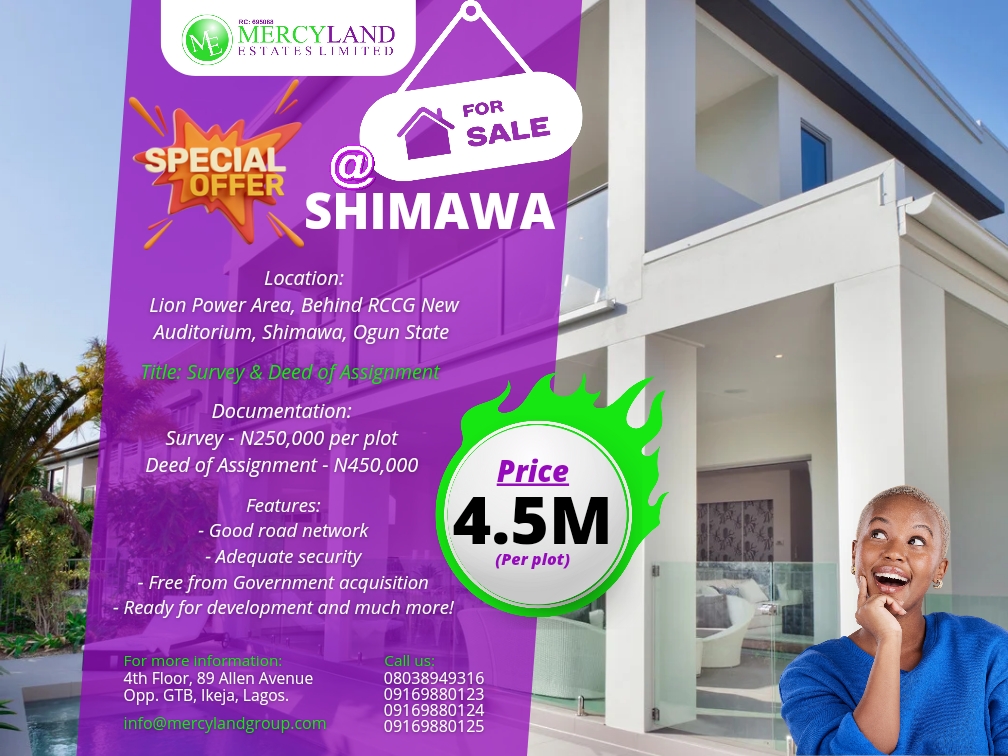 RC: 695068
ME
MERCYLAND
ESTATES LIMITED
FOR
SALE
SPECIAL
OFFER
@
SHIMAWA
Location:
Lion Power Area, Behind RCCG New
Auditorium, Shimawa, Ogun State
Title: Survey & Deed of Assignment
Documentation:
Survey - N250,000 per plot
Deed of Assignment - N450,000
Features:
- Good road network
- Adequate security
- Free from Government acquisition
- Ready for development and much more!
Price
4.5M
(Per plot)
For more information:
4th Floor, 89 Allen Avenue
Opp. GTB, Ikeja, Lagos.
info@mercylandgroup.com
Call us:
08038949316
09169880123
09169880124
09169880125